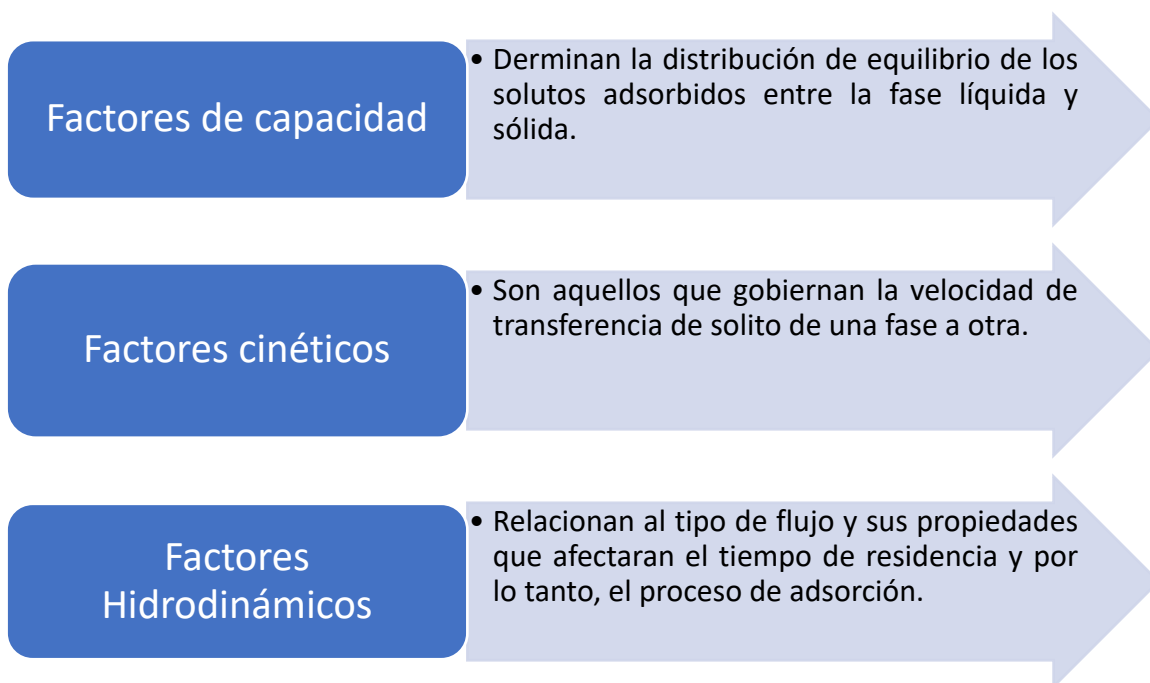 Factores de capacidad
• Derminan la distribución de equilibrio de los
solutos adsorbidos entre la fase líquida y
sólida.
Factores cinéticos
• Son aquellos que gobiernan la velocidad de
transferencia de solito de una fase a otra.
Factores
Hidrodinámicos
• Relacionan al tipo de flujo y sus propiedades
que afectaran el tiempo de residencia y por
lo tanto, el proceso de adsorción.